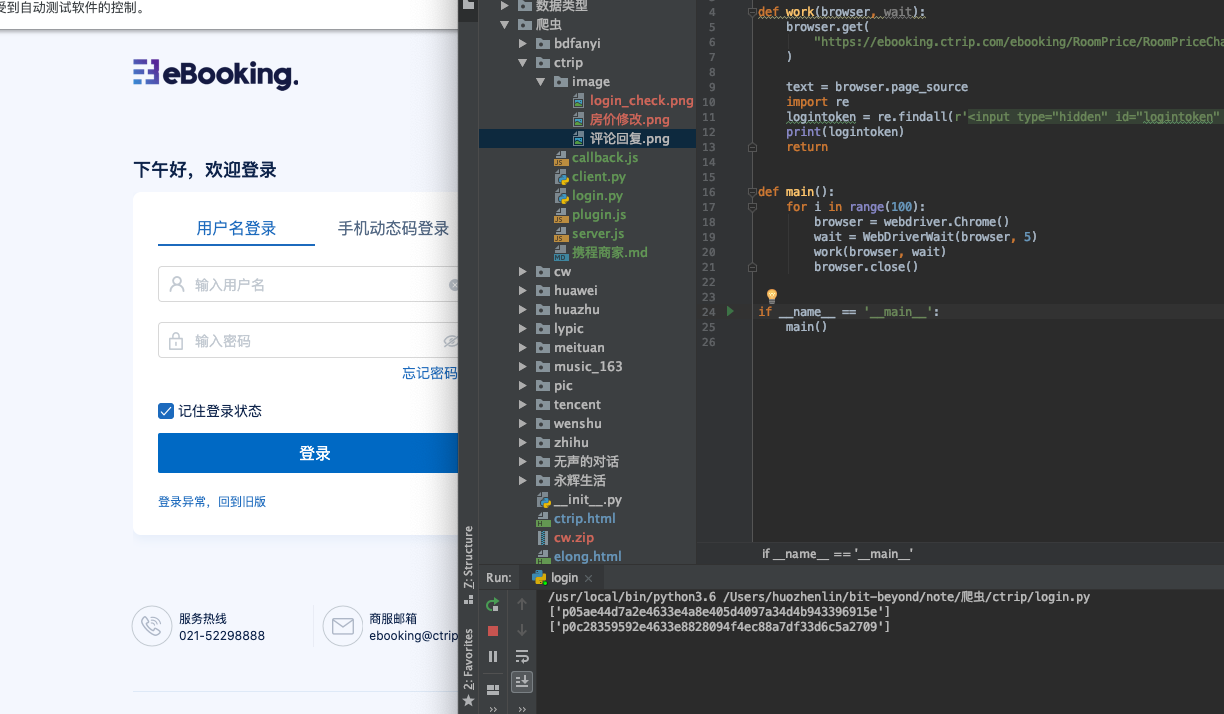 受到自动测试软件的控制。
eBooking.
下午好，欢迎登录
用户名登录
手机动态码登录
输入用户名
输入密码
忘记密码
记住登录状态
登录
登录异常，回到旧版
服务热线
021-52298888
商服邮箱
ebooking@ctrip
数据类型
爬虫
bdfanyi
ctrip
image
login_check.png
房价修改.png
评论回复.png
callback.js
client.py
login.py
plugin.js
server.js
携程商家.md
cw
huawei
huazhu
lypic
meituan
music_163
pic
tencent
wenshu
zhihu
无声的对话
永辉生活
__init__.py
ctrip.html
cw.zip
elong.html
Z: Structure
2: Favorites
4 def work(browser, wait):
5 browser.get(
6 "https://ebooking.ctrip.com/ebooking/RoomPrice/RoomPriceCha
7 )
8
9 text = browser.page_source
10 import re
11 logintoken = re.findall(r'<input type="hidden" id="logintoken"
12 print(logintoken)
13 return
14
15
16 def main():
17 for i in range(100):
18 browser = webdriver.Chrome()
19 wait = WebDriverWait(browser, 5)
20 work(browser, wait)
21 browser.close()
22
23
24 if __name__ == '__main__':
25 main()
26
if __name__ == '__main__'
Run: login
/usr/local/bin/python3.6 /Users/huozhenlin/bit-beyond/note/爬虫/ctrip/login.py
['p05ae44d7a2e4633e4a8e405d4097a34d4b943396915e']
['p0c28359592e4633e8828094f4ec88a7df33d6c5a2709']